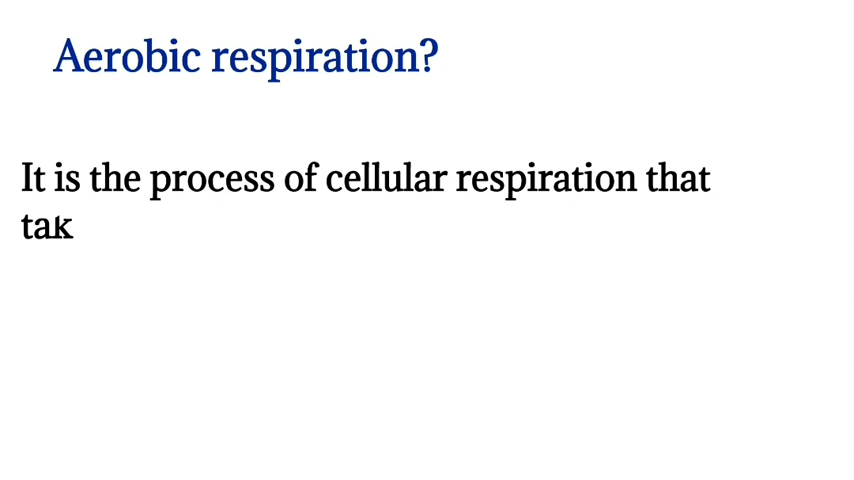 Aerobic respiration?
It is the process of cellular respiration that
tak